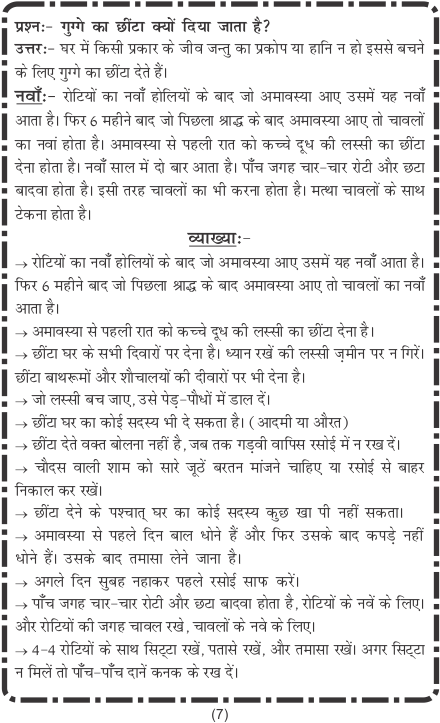 प्रश्नः- गुग्गे का छींटा क्यों दिया जाता है?
उत्तरः- घर में किसी प्रकार के जीव जन्तु का प्रकोप या हानि न हो इससे बचने
के लिए गुग्गे का छींटा देते हैं।
नवाँः- रोटियों का नवाँ होलियों के बाद जो अमावस्या आए उसमें यह नवाँ
आता है। फिर 6 महीने बाद जो पिछला श्राद्ध के बाद अमावस्या आए तो चावलों
का नवां होता है। अमावस्या से पहली रात को कच्चे दूध की लस्सी का छींटा
देना होता है। नवाँ साल में दो बार आता है। पाँच जगह चार-चार रोटी और छटा
बादवा होता है। इसी तरह चावलों का भी करना होता है। मत्था चावलों के साथ
टेकना होता है।
व्याख्याः-
→ रोटियों का नवाँ होलियों के बाद जो अमावस्या आए उसमें यह नवाँ आता है।
फिर 6 महीने बाद जो पिछला श्राद्ध के बाद अमावस्या आए तो चावलों का नवाँ
आता है।
→ अमावस्या से पहली रात को कच्चे दूध की लस्सी का छींटा देना है।
→ छींटा घर के सभी दिवारों पर देना है। ध्यान रखें की लस्सी ज़मीन पर न गिरें।
छींटा बाथरूमों और शौचालयों की दीवारों पर भी देना है।
→ जो लस्सी बच जाए, उसे पेड़-पौधों में डाल दें।
→ छींटा घर का कोई सदस्य भी दे सकता है। (आदमी या औरत)
→ छींटा देते वक्त बोलना नहीं है, जब तक गड़वी वापिस रसोई में न रख दें।
→ चौदस वाली शाम को सारे जूठें बरतन मांजने चाहिए या रसोई से बाहर
निकाल कर रखें।
→ छींटा देने के पश्चात् घर का कोई सदस्य कुछ खा पी नहीं सकता।
→ अमावस्या से पहले दिन बाल धोने हैं और फिर उसके बाद कपड़े नहीं
धोने हैं। उसके बाद तमासा लेने जाना है।
→ अगले दिन सुबह नहाकर पहले रसोई साफ करें।
→ पाँच जगह चार-चार रोटी और छटा बादवा होता है, रोटियों के नवें के लिए।
और रोटियों की जगह चावल रखे, चावलों के नवे के लिए।
→ 4-4 रोटियों के साथ सिट्टा रखें, पतासे रखें, और तमासा रखें। अगर सिट्टा
न मिलें तो पाँच-पाँच दानें कनक के रख दें।
(7)